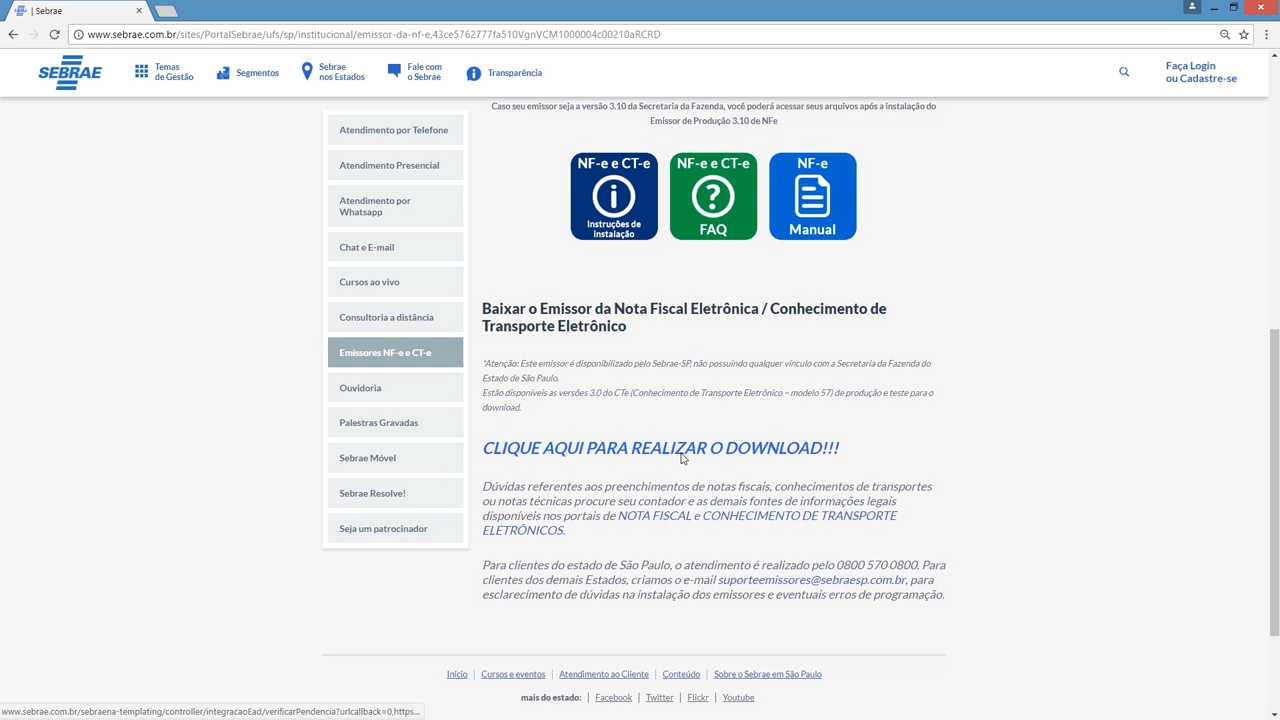 | Sebrae
www.sebrae.com.br/sites/PortalSebrae/ufs/sp/institucional/emissor-da-nf-e,43ce5762777fa510VgnVCM1000004c00210aRCRD
SEBRAE
Temas
de Gestão
Segmentos
Sebrae
nos Estados
Fale com
o Sebrae
Transparência
Faça Login
ou Cadastre-se
Caso seu emissor seja a versão 3.10 da Secretaria da Fazenda, você poderá acessar seus arquivos após a instalação do
Emissor de Produção 3.10 de NFe
Atendimento por Telefone
Atendimento Presencial
Atendimento por
Whatsapp
Chat e E-mail
Cursos ao vivo
Consultoria a distância
Emissores NF-e e CT-e
Ouvidoria
Palestras Gravadas
Sebrae Móvel
Sebrae Resolve!
Seja um patrocinador
NF-e e CT-e
Instruções de
Instalação
NF-e e CT-e
FAQ
NF-e
Manual
Baixar o Emissor da Nota Fiscal Eletrônica / Conhecimento de
Transporte Eletrônico
*Atenção: Este emissor é disponibilizado pelo Sebrae-SP, não possuindo qualquer vínculo com a Secretaria da Fazenda do
Estado de São Paulo.
Estão disponíveis as versões 3.0 do CTe (Conhecimento de Transporte Eletrônico – modelo 57) de produção e teste para o
download.
CLIQUE AQUI PARA REALIZAR O DOWNLOAD!!!
Dúvidas referentes aos preenchimentos de notas fiscais, conhecimentos de transportes
ou notas técnicas procure seu contador e as demais fontes de informações legais
disponíveis nos portais de NOTA FISCAL e CONHECIMENTO DE TRANSPORTE
ELETRÔNICOS.
Para clientes do estado de São Paulo, o atendimento é realizado pelo 0800 570 0800. Para
clientes dos demais Estados, criamos o e-mail suporteemissores@sebraesp.com.br, para
esclarecimento de dúvidas na instalação dos emissores e eventuais erros de programação.
Início | Cursos e eventos | Atendimento ao Cliente | Conteúdo | Sobre o Sebrae em São Paulo
mais do estado: | Facebook | Twitter | Flickr | Youtube
www.sebrae.com.br/sebraena-templating/controller/integracaoEad/verificarPendencia?urlcallback=0,https...